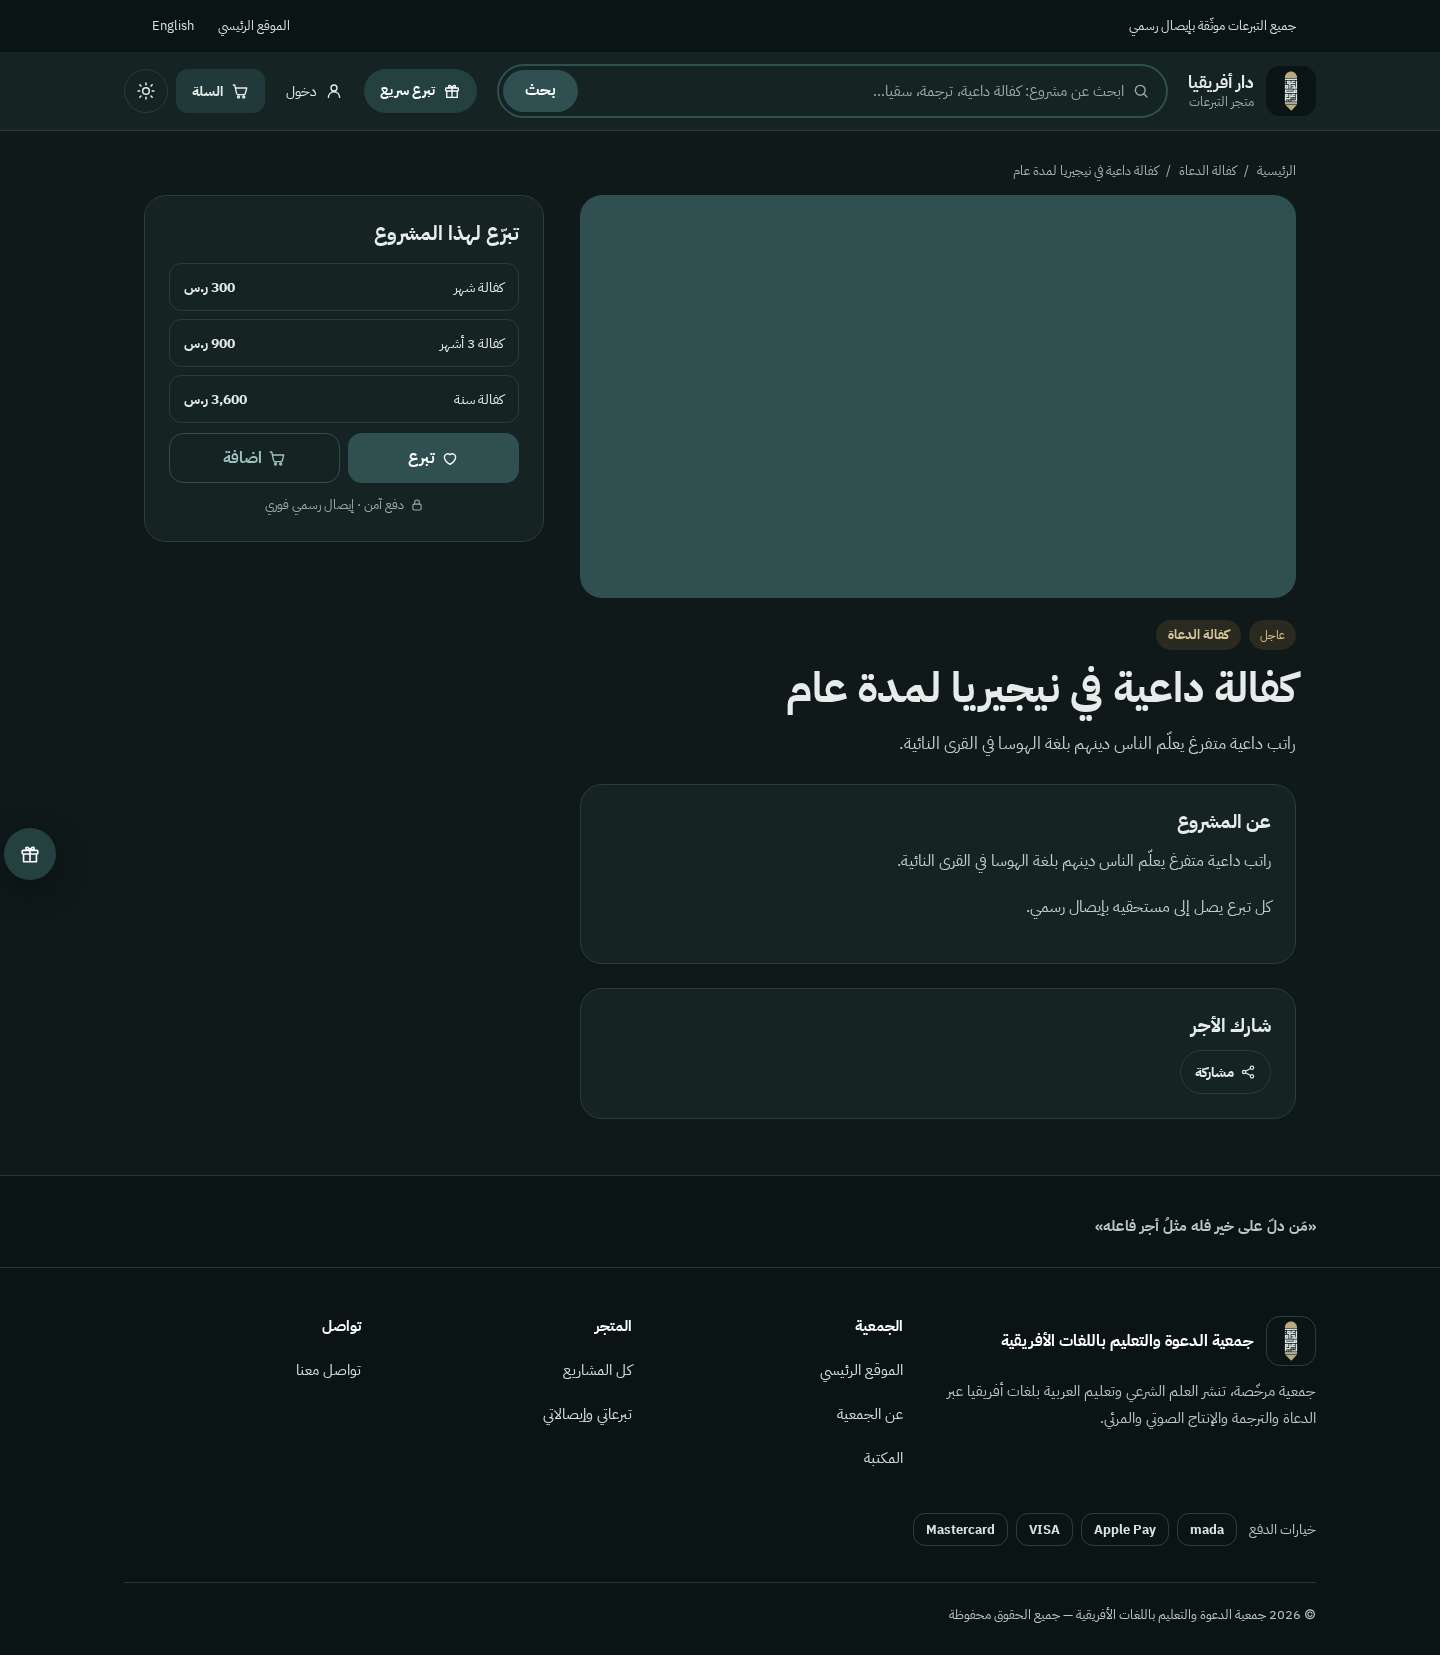 جميع التبرعات موثّقة بإيصال رسمي
الموقع الرئيسي
English
دار أفريقيا
متجر التبرعات
ابحث عن مشروع: كفالة داعية، ترجمة، سقيا...
بحث
تبرع سريع
دخول
السلة
الرئيسية / كفالة الدعاة / كفالة داعية في نيجيريا لمدة عام
تبرّع لهذا المشروع
كفالة شهر 300 ر.س
كفالة 3 أشهر 900 ر.س
كفالة سنة 3,600 ر.س
تبرع
اضافة
دفع آمن · إيصال رسمي فوري
عاجل
كفالة الدعاة
كفالة داعية في نيجيريا لمدة عام
راتب داعية متفرغ يعلّم الناس دينهم بلغة الهوسا في القرى النائية.
عن المشروع
راتب داعية متفرغ يعلّم الناس دينهم بلغة الهوسا في القرى النائية.
كل تبرع يصل إلى مستحقيه بإيصال رسمي.
شارك الأجر
مشاركة
«مَن دلّ على خير فله مثلُ أجر فاعله»
جمعية الدعوة والتعليم باللغات الأفريقية
جمعية مرخّصة، تنشر العلم الشرعي وتعليم العربية بلغات أفريقيا عبر
الدعاة والترجمة والإنتاج الصوتي والمرئي.
الجمعية
الموقع الرئيسي
عن الجمعية
المكتبة
المتجر
كل المشاريع
تبرعاتي وإيصالاتي
تواصل
تواصل معنا
خيارات الدفع
mada
Apple Pay
VISA
Mastercard
© 2026 جمعية الدعوة والتعليم باللغات الأفريقية — جميع الحقوق محفوظة